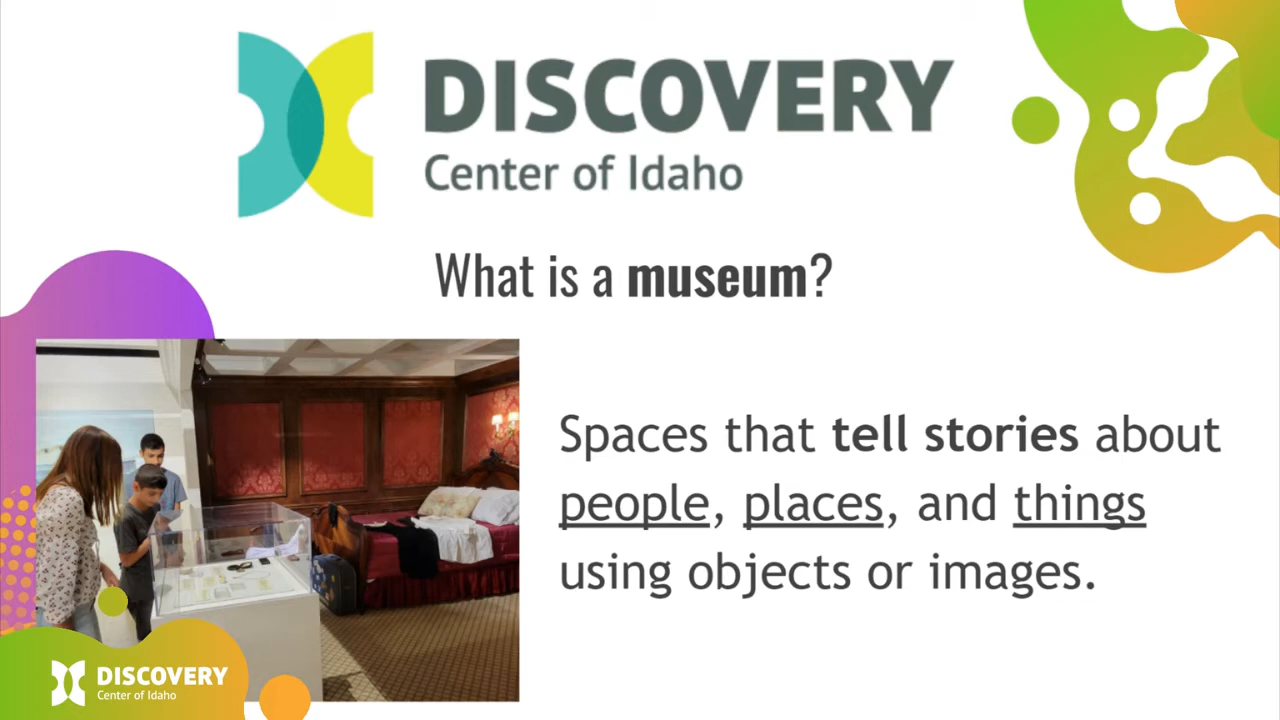 DISCOVERY
Center of Idaho
What is a museum?
Spaces that tell stories about
people, places, and things
using objects or images.
DISCOVERY
Center of Idaho